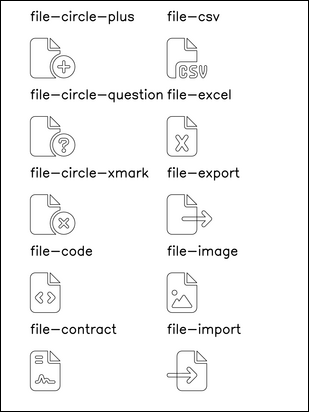 file-circle-plus file-csv
CSV
file-circle-question file-excel
X
file-circle-xmark file-export
file-code file-image
file-contract file-import